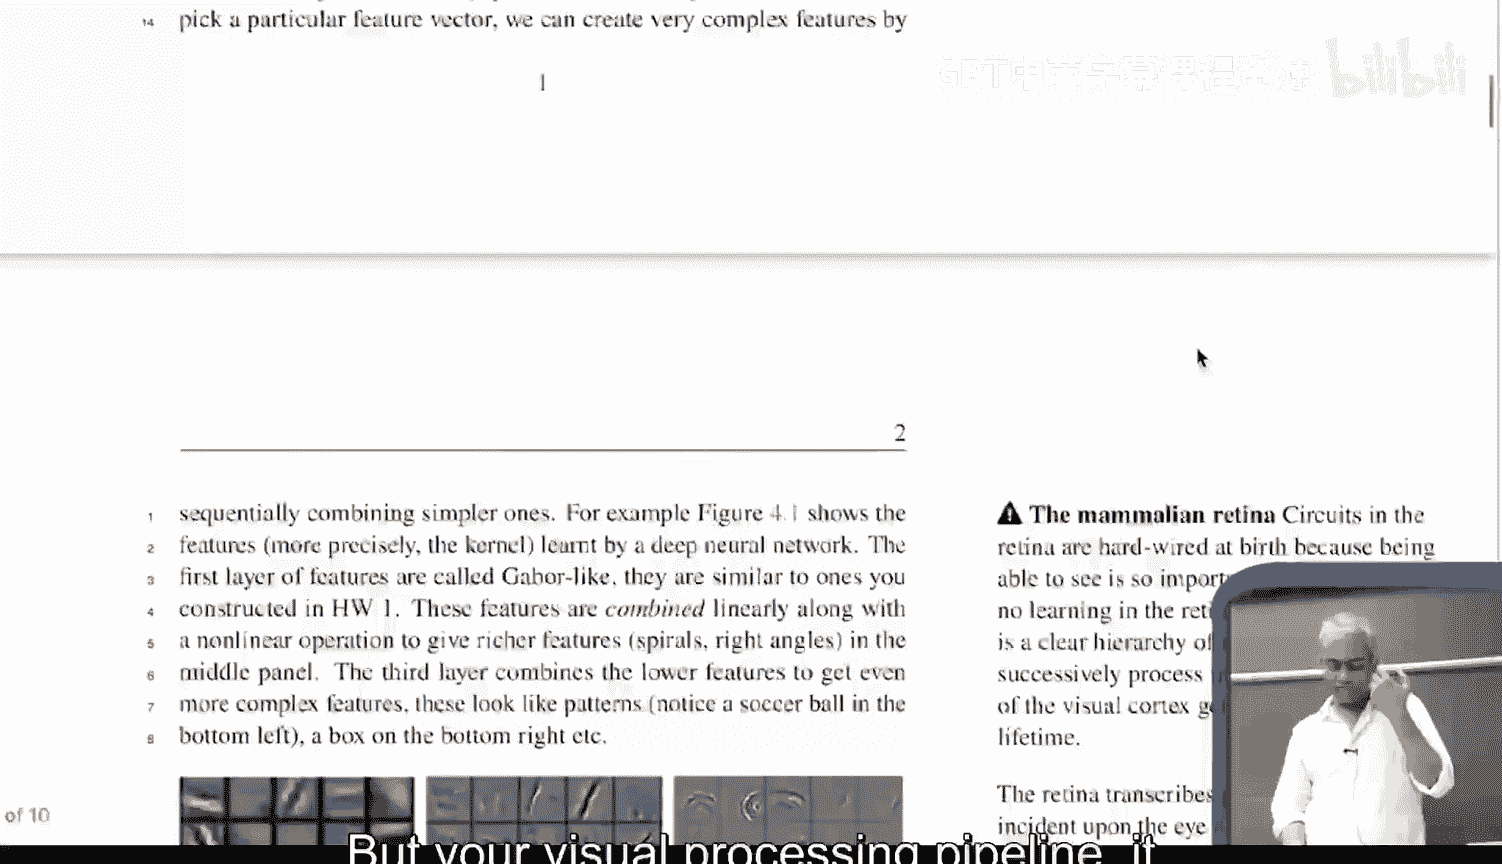 14 pick a particular feature vector, we can create very complex features by
1
bilibili
2
1 sequentially combining simpler ones. For example Figure 4.1 shows the
2 features (more precisely, the kernel) learnt by a deep neural network. The
3 first layer of features are called Gabor-like, they are similar to ones you
4 constructed in HW 1. These features are combined linearly along with
5 a nonlinear operation to give richer features (spirals, right angles) in the
6 middle panel. The third layer combines the lower features to get even
7 more complex features, these look like patterns (notice a soccer ball in the
8 bottom left), a box on the bottom right etc.
The mammalian retina Circuits in the
retina are hard-wired at birth because being
able to see is so
no learning in the
is a clear hierarchy of
successively process
of the visual cortex
lifetime.
The retina transcribes
incident upon the eye
of 10
But your visual processing pipeline, it